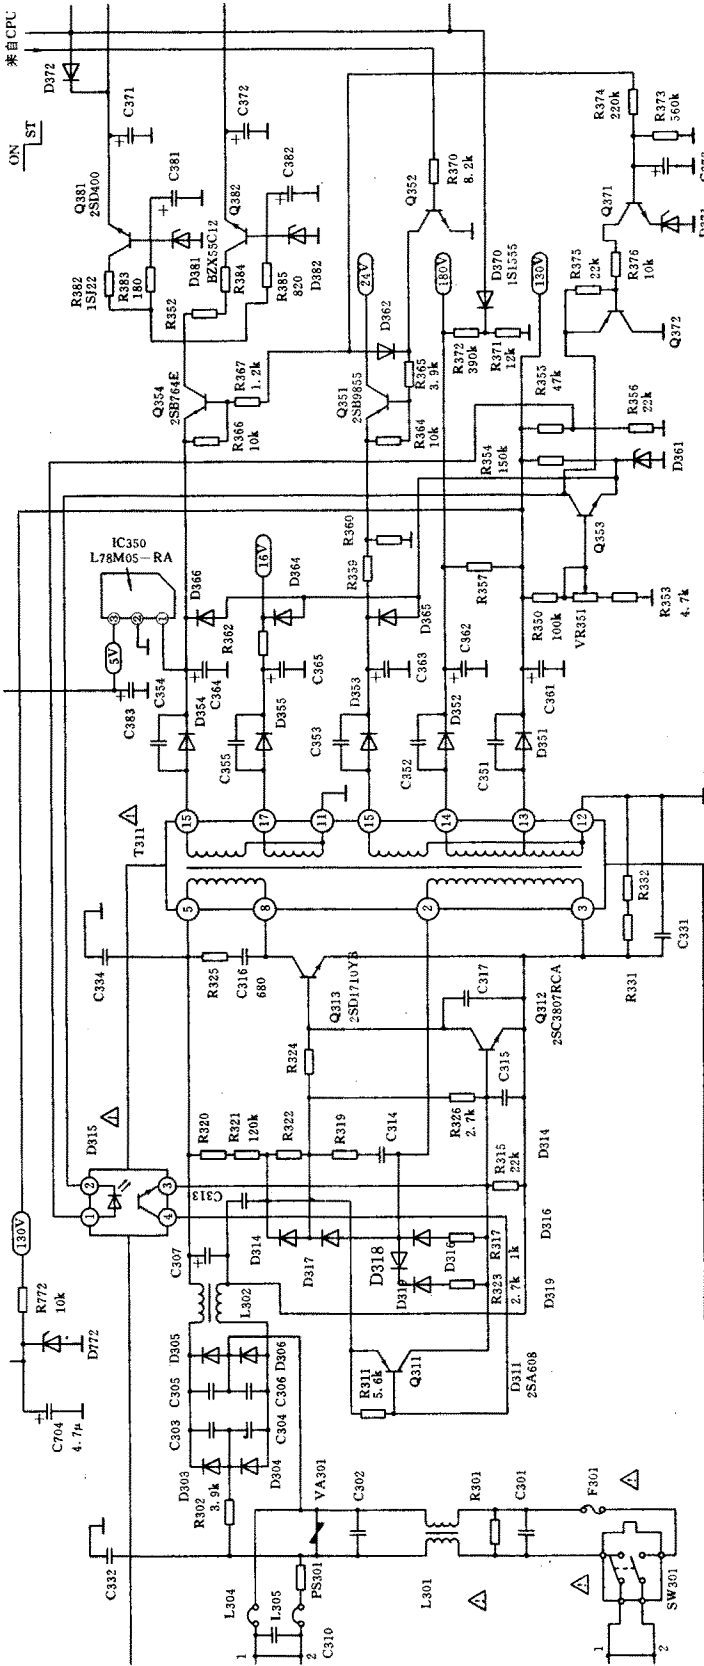 来自CPU
D372
ON
ST
C371
C372
Q381
2SD400
C381
Q382
C382
R382
1SJ22
R383
180
D381
BZX55C12
R384
R385
820
D382
R352
Q354
2SB764E
R367
1.2k
R366
10k
24V
D362
Q351
2SB9855
R365
3.9k
R364
10k
Q352
R370
8.2k
180V
D370
1S1555
R372
390k
R371
12k
130V
R355
47k
R354
150k
R356
22k
D361
R374
220k
R373
560k
Q371
R375
22k
R376
10k
Q372
Q353
IC350
L78M05-RA
3
2
1
5V
16V
D366
D364
R362
R360
R359
D365
R357
R350
100k
VR351
R353
4.7k
C383
C354
D354
C364
D355
C365
C355
D353
C363
C353
D352
C362
C352
C361
D351
C351
T311
15
17
11
15
14
13
12
5
8
2
3
C334
R325
C316
680
Q313
2SD1710YB
C317
Q312
2SC3807RCA
R332
R331
C331
R324
C315
D315
2
1
3
4
R320
R321
120k
R322
R319
C314
R326
2.7k
R315
22k
D314
C313
130V
R772
10k
D772
C704
4.7μ
C307
D314
D317
D318
D316
D319
R317
1k
R323
2.7k
D316
D319
L302
D305
D306
C305
C306
C303
C304
D303
D304
R302
3.9k
R311
5.6k
Q311
D311
2SA608
C332
VA301
C302
R301
C301
F301
L304
L305
PS301
C310
1
2
L301
SW301
1
2